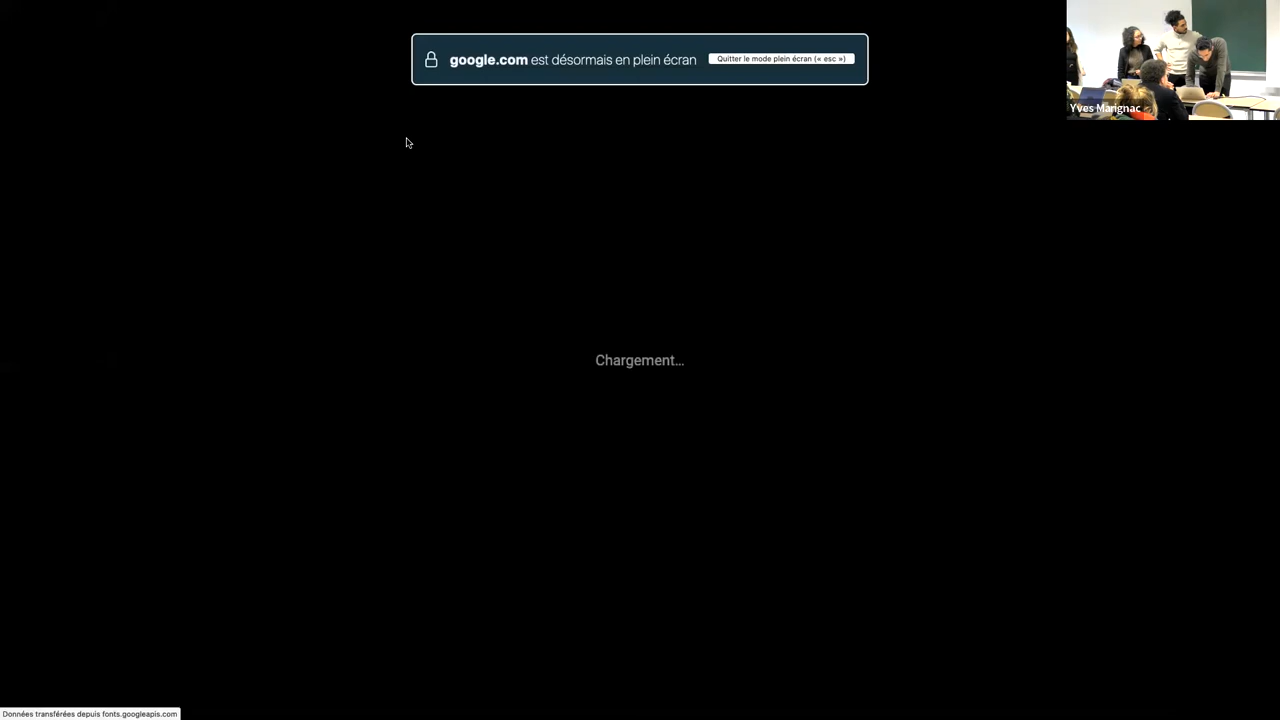 google.com est désormais en plein écran
Quitter le mode plein écran (« esc »)
Yves Marignac
Chargement...
Données transférées depuis fonts.googleapis.com